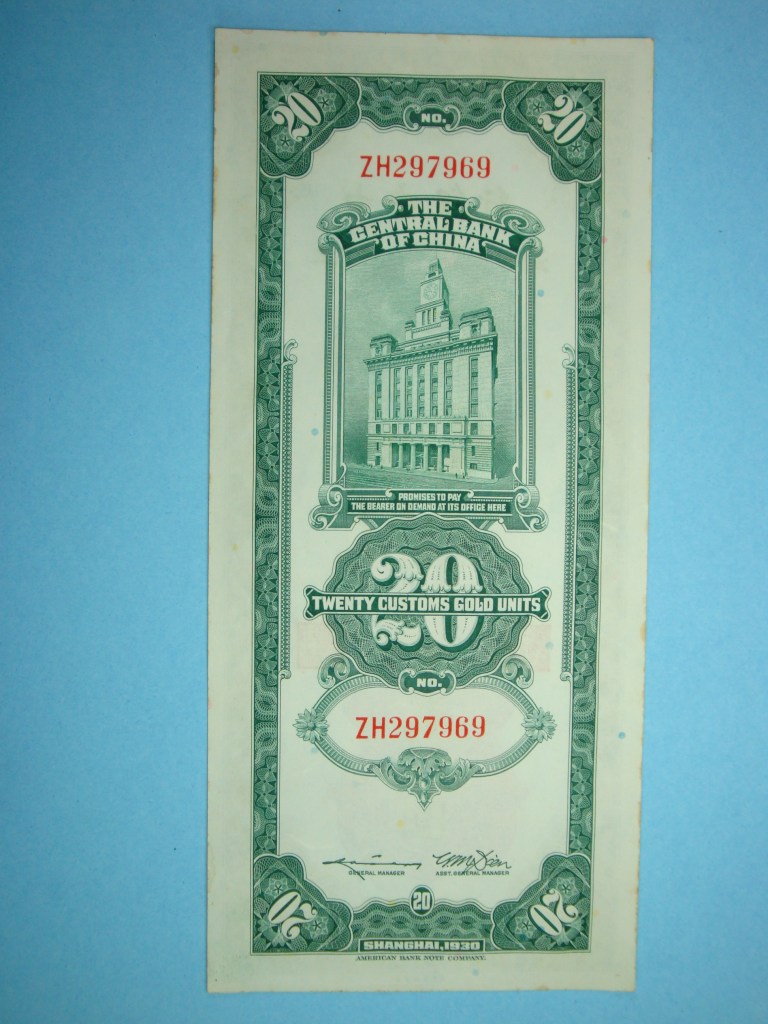 20 20
NO.
ZH297969
THE
CENTRAL BANK
OF CHINA
PROMISES TO PAY
THE BEARER ON DEMAND AT ITS OFFICE HERE
20
TWENTY CUSTOMS GOLD UNITS
NO.
ZH297969
GENERAL MANAGER ASST. GENERAL MANAGER
20 20 20
SHANGHAI, 1930
AMERICAN BANK NOTE COMPANY.